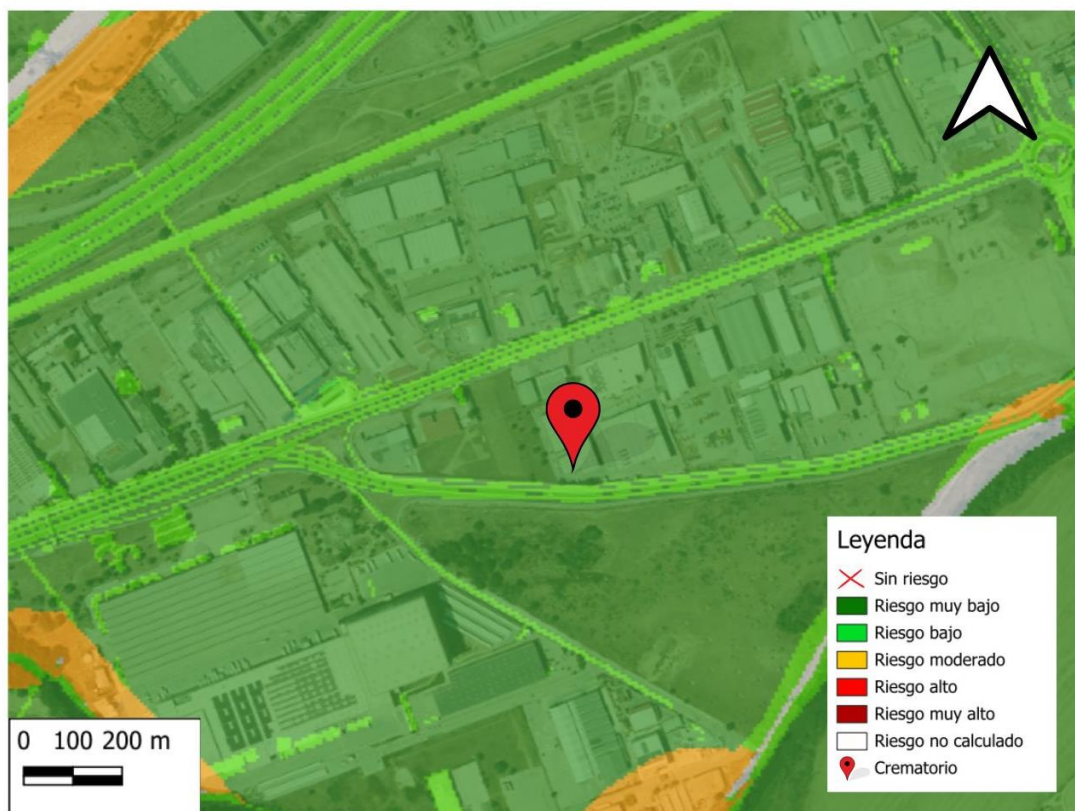 Leyenda
Sin riesgo
Riesgo muy bajo
Riesgo bajo
Riesgo moderado
Riesgo alto
Riesgo muy alto
Riesgo no calculado
Crematorio
0 100 200 m